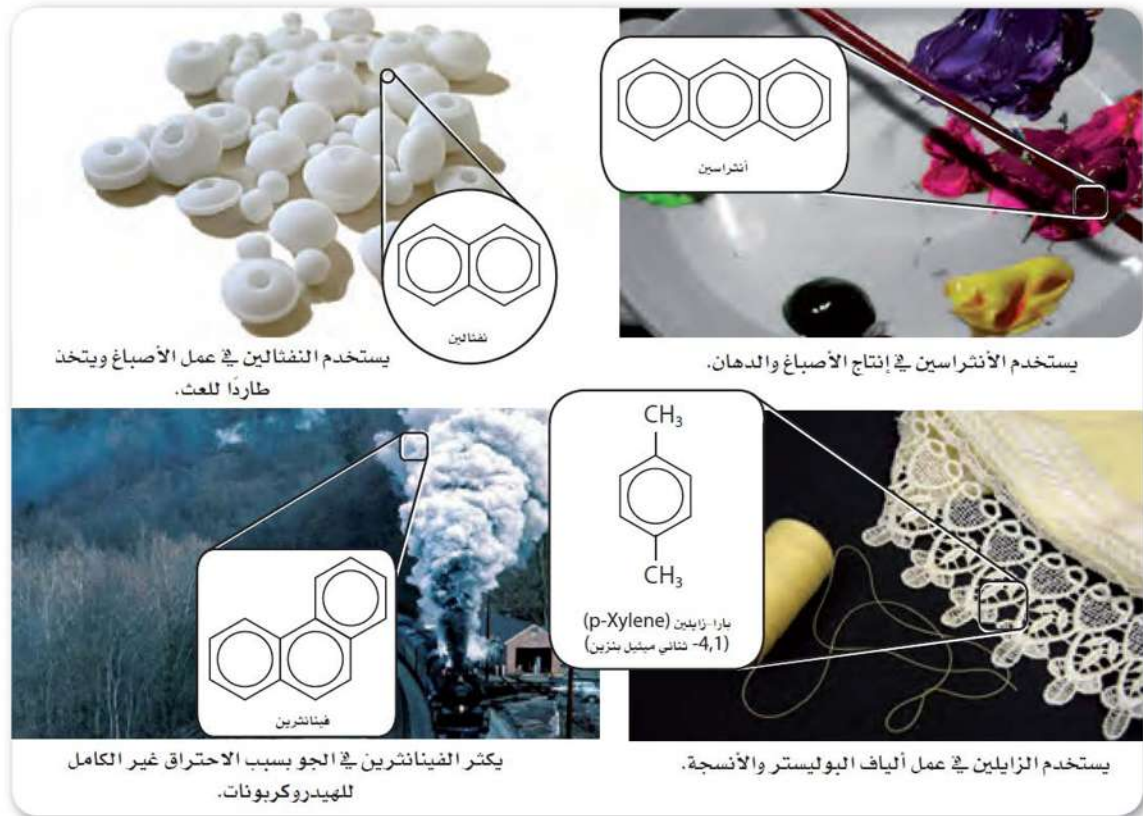 أنثراسين
يستخدم الأنثراسين في إنتاج الأصباغ والدهان.
نفثالين
يستخدم النفثالين في عمل الأصباغ ويتخذ
طاردًا للعث.
CH₃
CH₃
بارا-زايلين (p-Xylene)
(4,1- ثنائي ميثيل بنزين)
يستخدم الزايلين في عمل ألياف البوليستر والأنسجة.
فينانثرين
يكثر الفينانثرين في الجو بسبب الاحتراق غير الكامل
للهيدروكربونات.